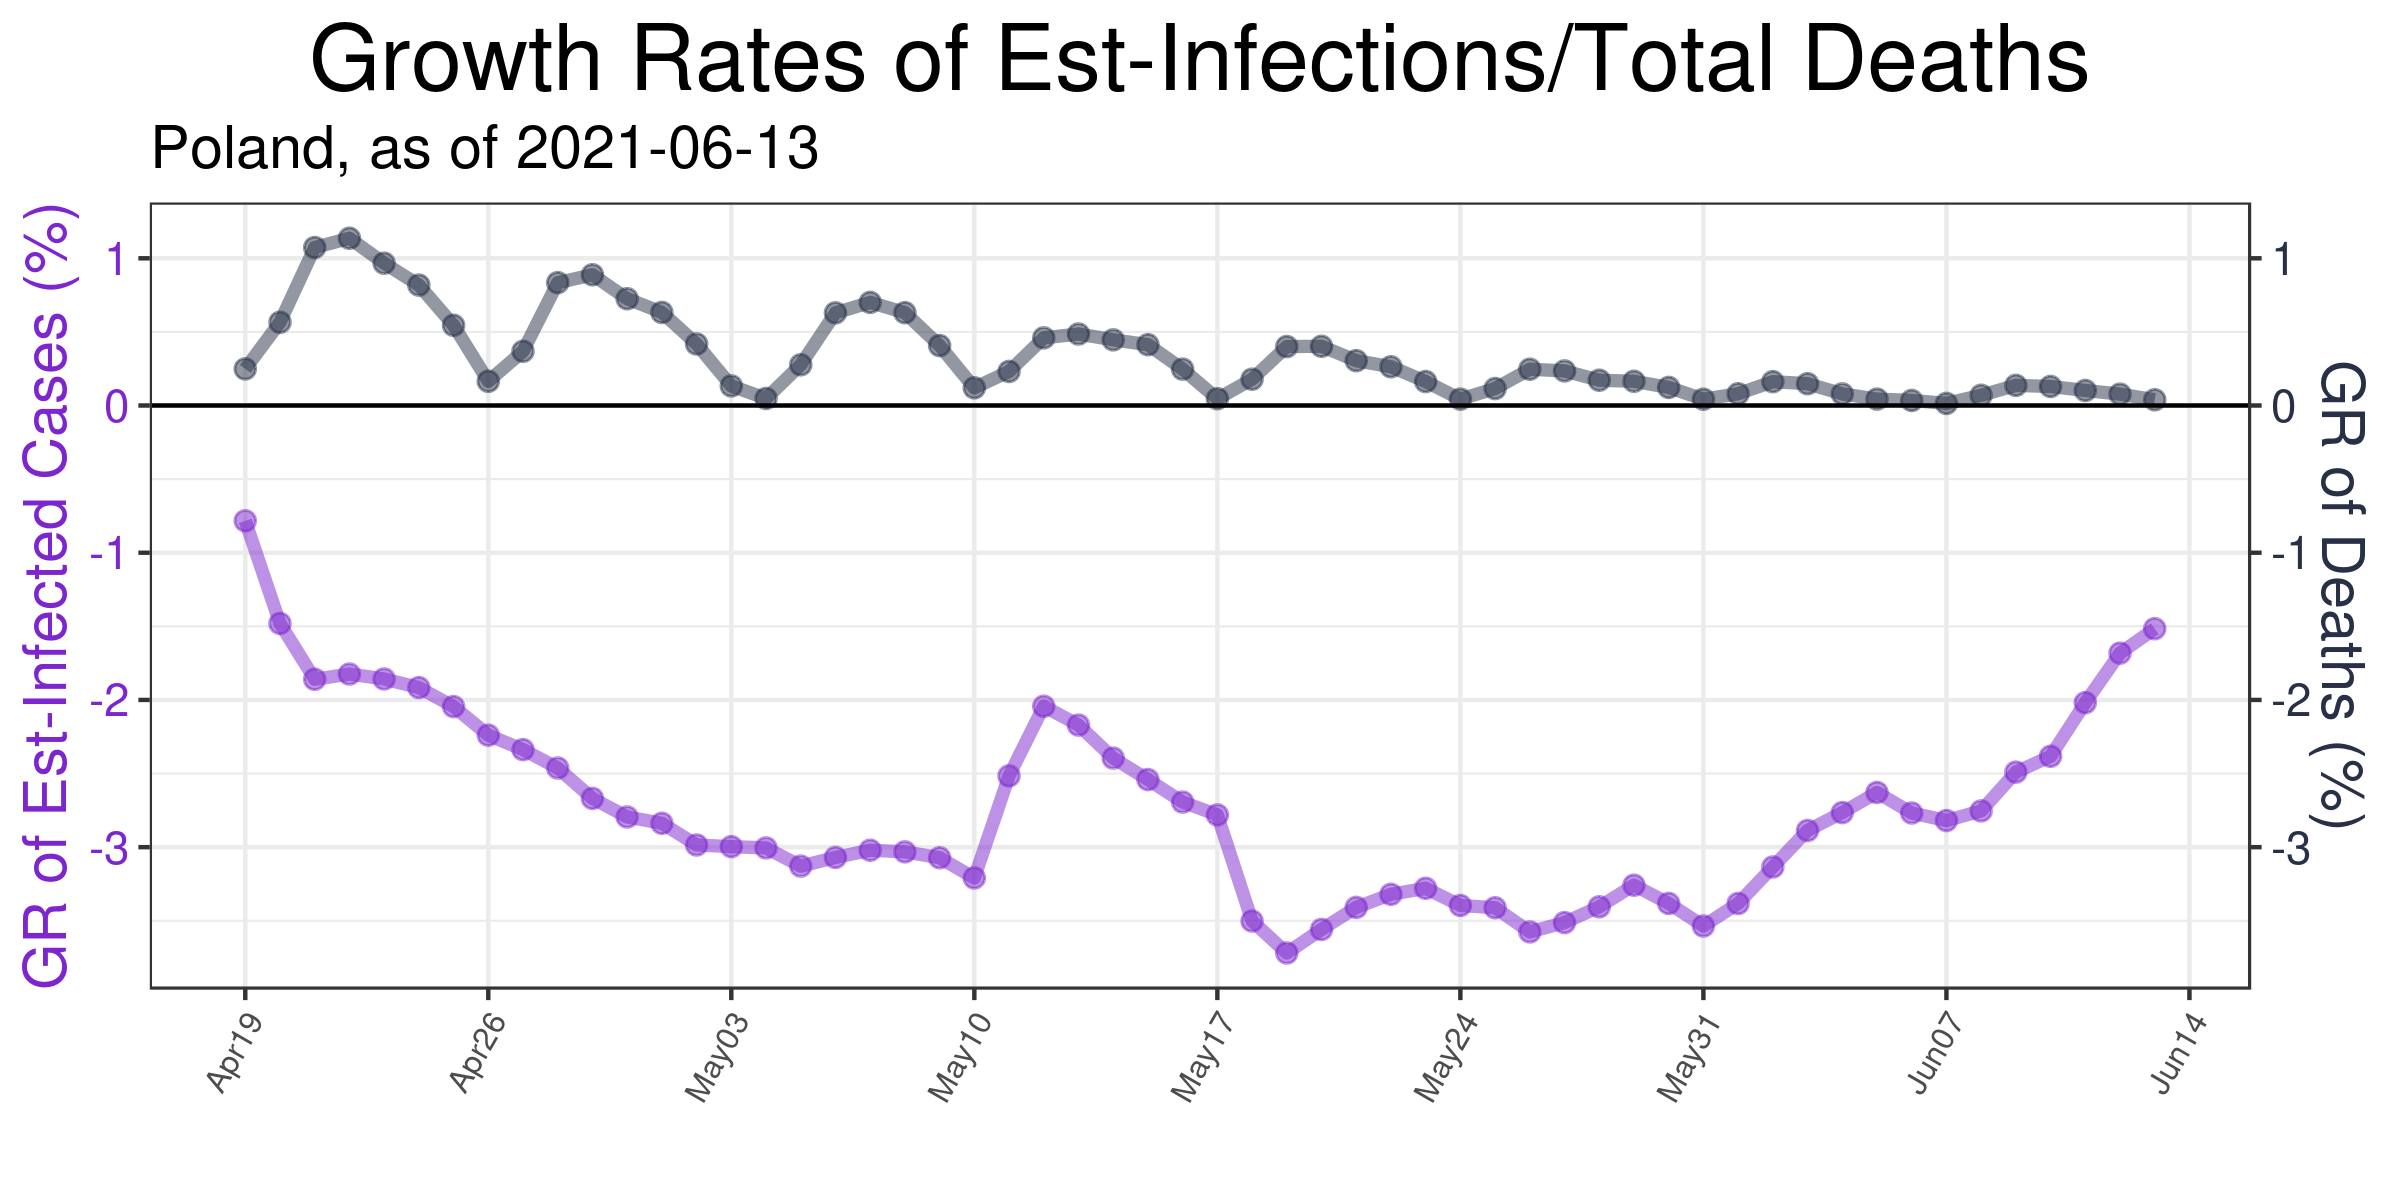 Growth Rates of Est-Infections/Total Deaths
Poland, as of 2021-06-13
GR of Est-Infected Cases (%)
1
0
-1
-2
-3
1
0
-1
-2
-3
GR of Deaths (%)
Apr19
Apr26
May03
May10
May17
May24
May31
Jun07
Jun14